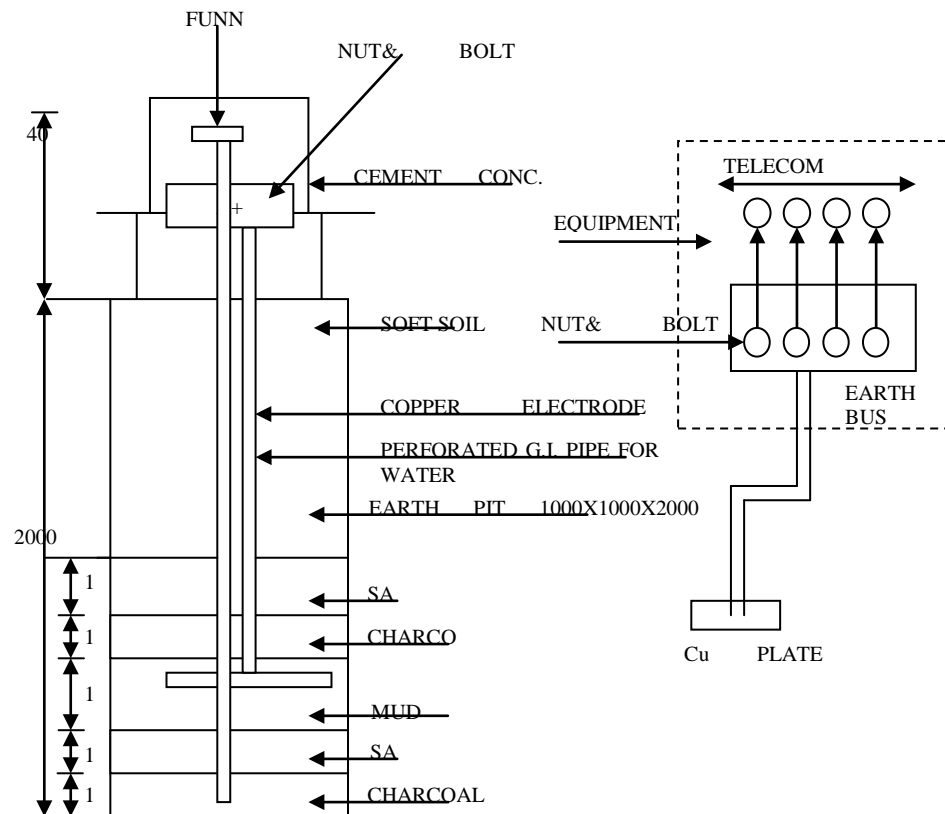 FUNN
NUT& BOLT
40
CEMENT CONC.
TELECOM
EQUIPMENT
SOFT SOIL
NUT& BOLT
COPPER ELECTRODE
EARTH
BUS
PERFORATED G.I. PIPE FOR
WATER
EARTH PIT 1000X1000X2000
2000
1
SA
1
CHARCO
Cu PLATE
1
MUD
1
SA
1
CHARCOAL
+